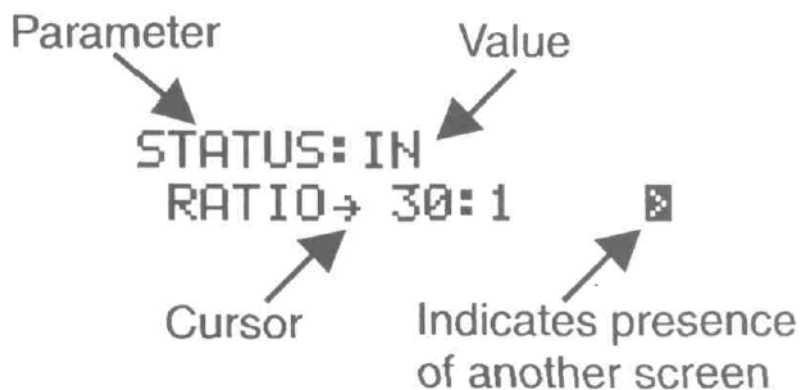 Parameter
Value
STATUS:IN
RATIO→ 30:1
Cursor
Indicates presence
of another screen